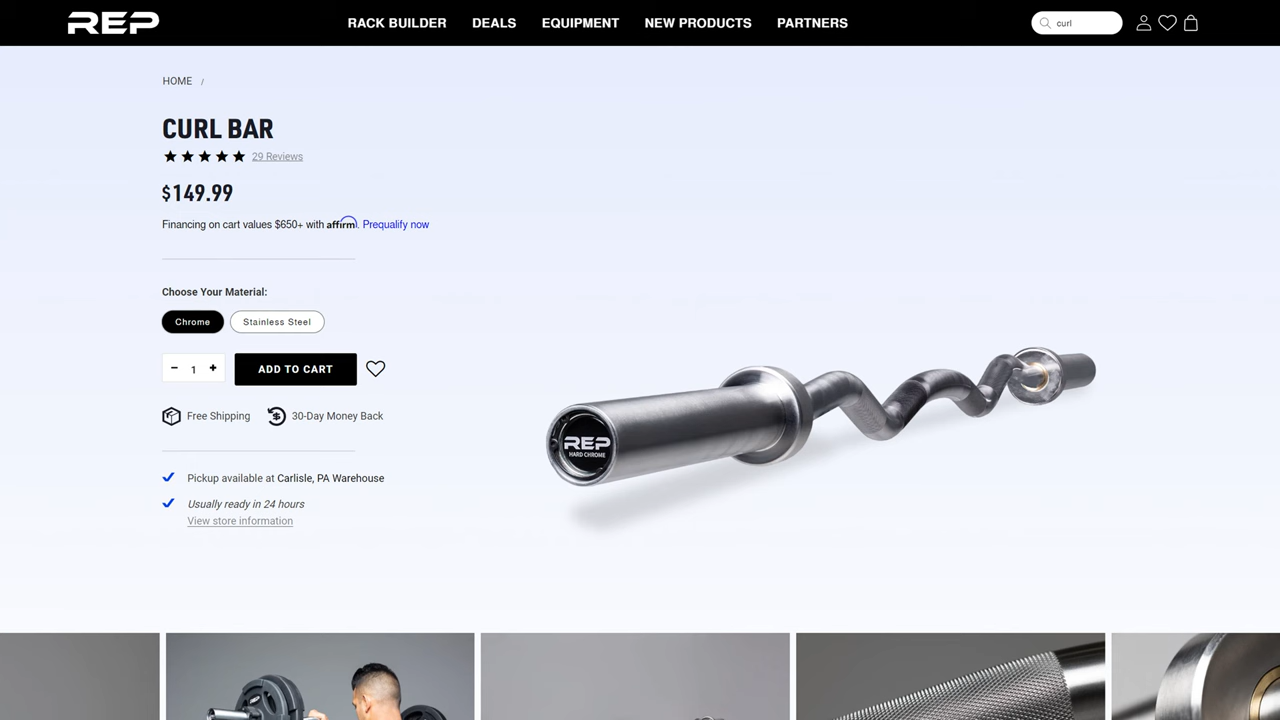 REP
RACK BUILDER DEALS EQUIPMENT NEW PRODUCTS PARTNERS
curl
HOME /
CURL BAR
29 Reviews
$149.99
Financing on cart values $650+ with affirm. Prequalify now
Choose Your Material:
Chrome Stainless Steel
- 1 + ADD TO CART
Free Shipping 30-Day Money Back
Pickup available at Carlisle, PA Warehouse
Usually ready in 24 hours
View store information
REP
HARD CHROME